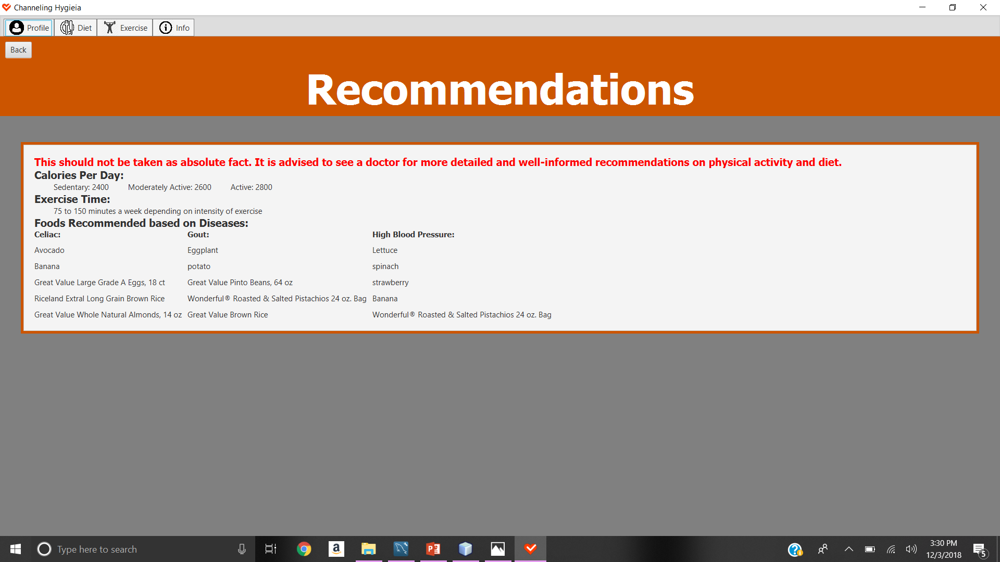 Channeling Hygieia
Profile Diet Exercise Info
Back
Recommendations
This should not be taken as absolute fact. It is advised to see a doctor for more detailed and well-informed recommendations on physical activity and diet.
Calories Per Day:
Sedentary: 2400 Moderately Active: 2600 Active: 2800
Exercise Time:
75 to 150 minutes a week depending on intensity of exercise
Foods Recommended based on Diseases:
Celiac: Gout: High Blood Pressure:
Avocado Eggplant Lettuce
Banana potato spinach
Great Value Large Grade A Eggs, 18 ct Great Value Pinto Beans, 64 oz strawberry
Riceland Extral Long Grain Brown Rice Wonderful® Roasted & Salted Pistachios 24 oz. Bag Banana
Great Value Whole Natural Almonds, 14 oz Great Value Brown Rice Wonderful® Roasted & Salted Pistachios 24 oz. Bag
Type here to search
3:30 PM
12/3/2018
5